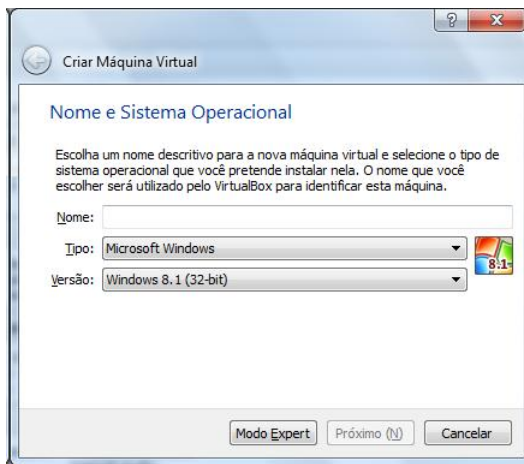 ?
X
Criar Máquina Virtual
Nome e Sistema Operacional
Escolha um nome descritivo para a nova máquina virtual e selecione o tipo de
sistema operacional que você pretende instalar nela. O nome que você
escolher será utilizado pelo VirtualBox para identificar esta máquina.
Nome:
Tipo: Microsoft Windows
8.1
Versão: Windows 8.1 (32-bit)
Modo Expert Próximo (N) Cancelar